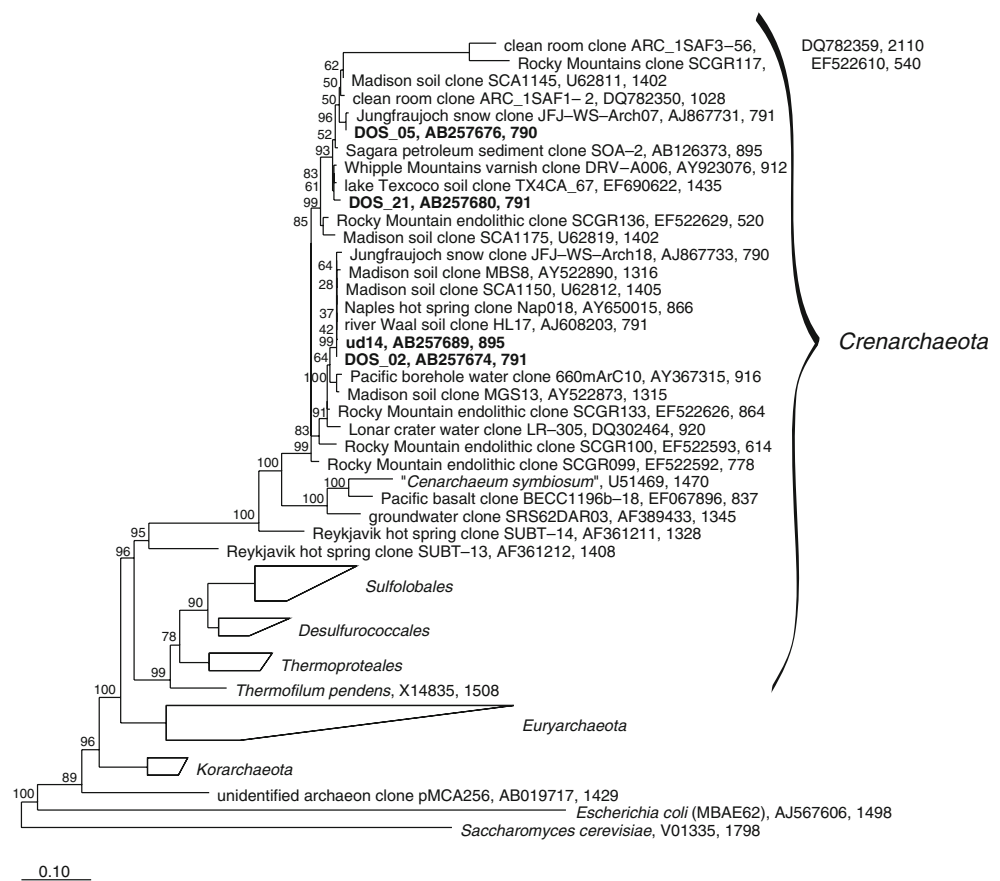 clean room clone ARC_1SAF3–56, DQ782359, 2110
62 Rocky Mountains clone SCGR117, EF522610, 540
50 Madison soil clone SCA1145, U62811, 1402
50 clean room clone ARC_1SAF1– 2, DQ782350, 1028
96 Jungfraujoch snow clone JFJ–WS–Arch07, AJ867731, 791
52 DOS_05, AB257676, 790
93 Sagara petroleum sediment clone SOA–2, AB126373, 895
83 Whipple Mountains varnish clone DRV–A006, AY923076, 912
61 lake Texcoco soil clone TX4CA_67, EF690622, 1435
99 DOS_21, AB257680, 791
85 Rocky Mountain endolithic clone SCGR136, EF522629, 520
Madison soil clone SCA1175, U62819, 1402
Jungfraujoch snow clone JFJ–WS–Arch18, AJ867733, 790
64 Madison soil clone MBS8, AY522890, 1316
28 Madison soil clone SCA1150, U62812, 1405
37 Naples hot spring clone Nap018, AY650015, 866
42 river Waal soil clone HL17, AJ608203, 791
99 ud14, AB257689, 895
64 DOS_02, AB257674, 791
100 Pacific borehole water clone 660mArC10, AY367315, 916
Madison soil clone MGS13, AY522873, 1315
91 Rocky Mountain endolithic clone SCGR133, EF522626, 864
83 Lonar crater water clone LR–305, DQ302464, 920
99 Rocky Mountain endolithic clone SCGR100, EF522593, 614
100 Rocky Mountain endolithic clone SCGR099, EF522592, 778
100 "Cenarchaeum symbiosum", U51469, 1470
100 Pacific basalt clone BECC1196b–18, EF067896, 837
100 groundwater clone SRS62DAR03, AF389433, 1345
95 Reykjavik hot spring clone SUBT–14, AF361211, 1328
96 Reykjavik hot spring clone SUBT–13, AF361212, 1408
Crenarchaeota
Sulfolobales
90
Desulfurococcales
78
Thermoproteales
99
Thermofilum pendens, X14835, 1508
100
Euryarchaeota
96
Korarchaeota
89
unidentified archaeon clone pMCA256, AB019717, 1429
100
Escherichia coli (MBAE62), AJ567606, 1498
Saccharomyces cerevisiae, V01335, 1798
0.10